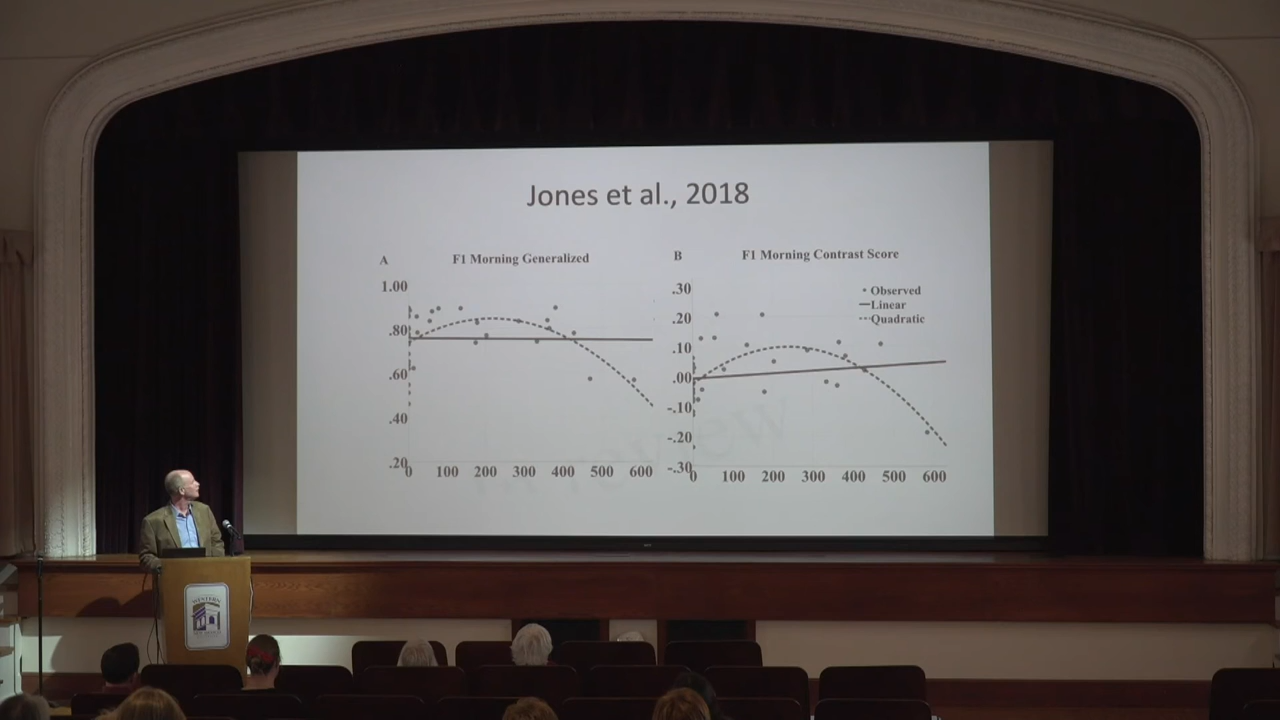 Jones et al., 2018
A
F1 Morning Generalized
1.00
.80
.60
.40
.20
0 100 200 300 400 500 600
B
F1 Morning Contrast Score
.30
.20
.10
.00
-.10
-.20
-.30
0 100 200 300 400 500 600
Observed
Linear
Quadratic
WESTERN